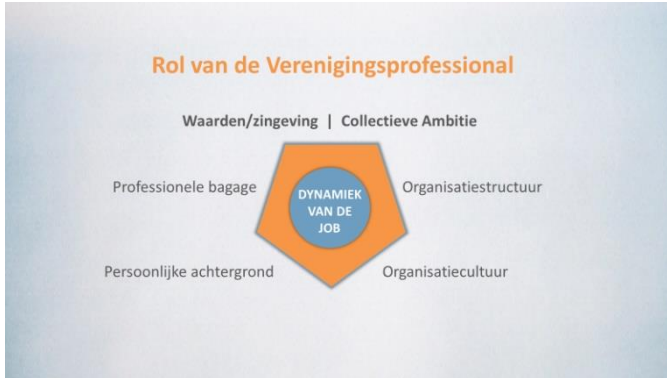 Rol van de Verenigingsprofessional
Waarden/zingeving | Collectieve Ambitie
Professionele bagage
DYNAMIEK
VAN DE
JOB
Organisatiestructuur
Persoonlijke achtergrond
Organisatiecultuur